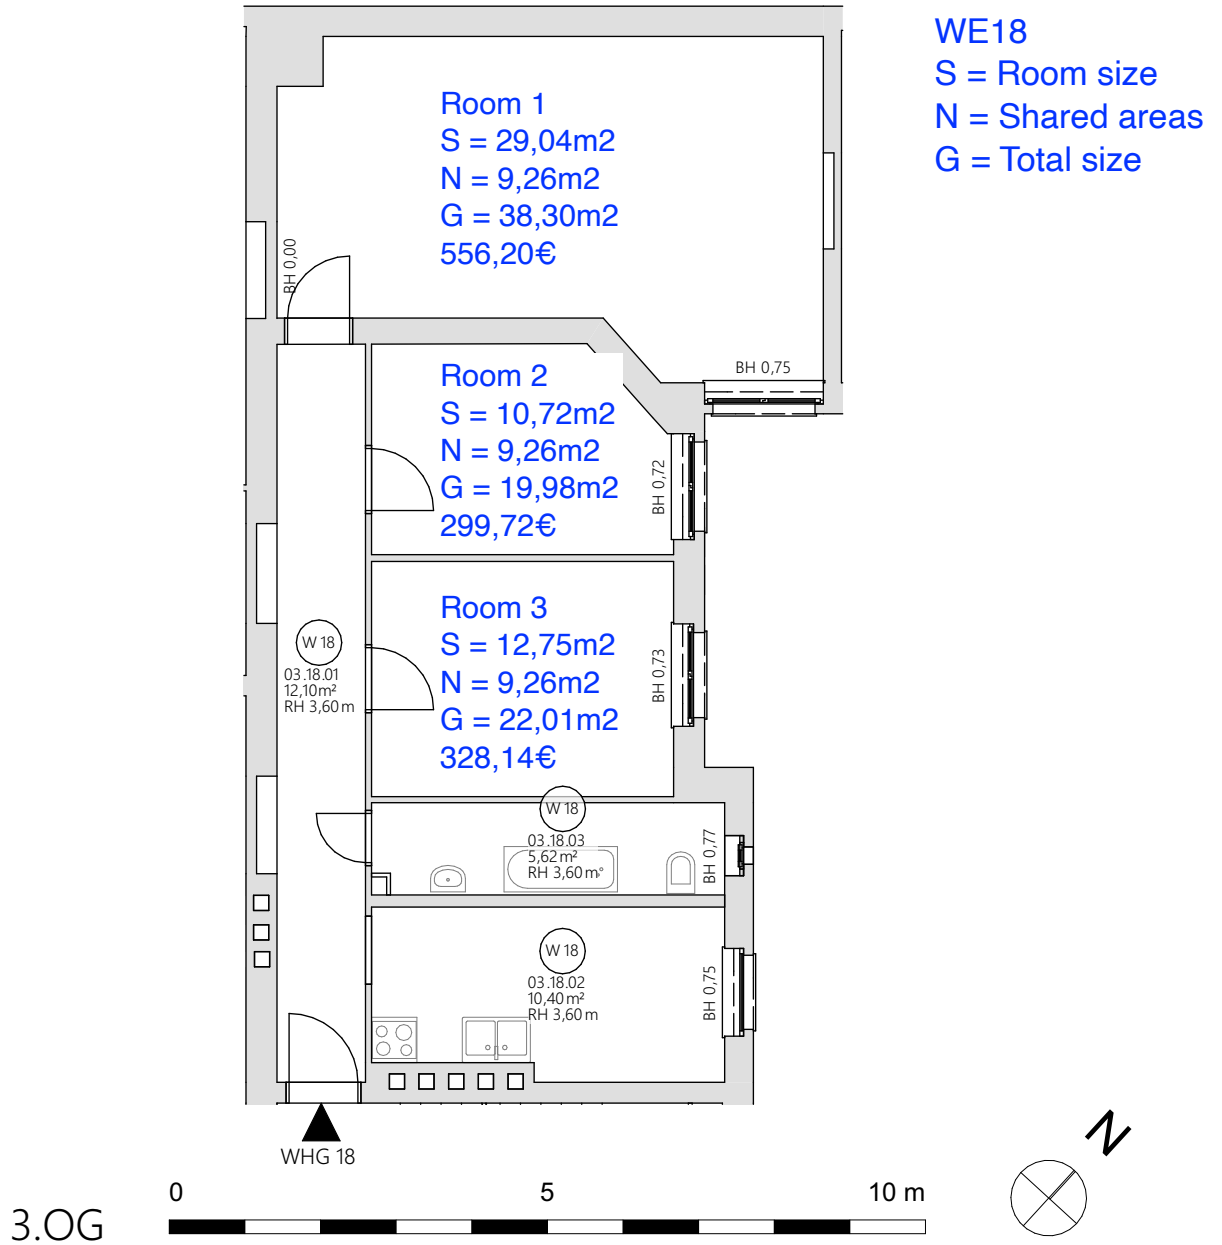 WE18
S = Room size
N = Shared areas
G = Total size
Room 1
S = 29,04m2
N = 9,26m2
G = 38,30m2
556,20€
BH 0,00
BH 0,75
Room 2
S = 10,72m2
N = 9,26m2
G = 19,98m2
299,72€
BH 0,72
Room 3
S = 12,75m2
N = 9,26m2
G = 22,01m2
328,14€
BH 0,73
W 18
03.18.01
12,10m²
RH 3,60m
W 18
03.18.03
5,62m²
RH 3,60m
BH 0,77
W 18
03.18.02
10,40m²
RH 3,60m
BH 0,75
WHG 18
N
0 5 10 m
3.OG